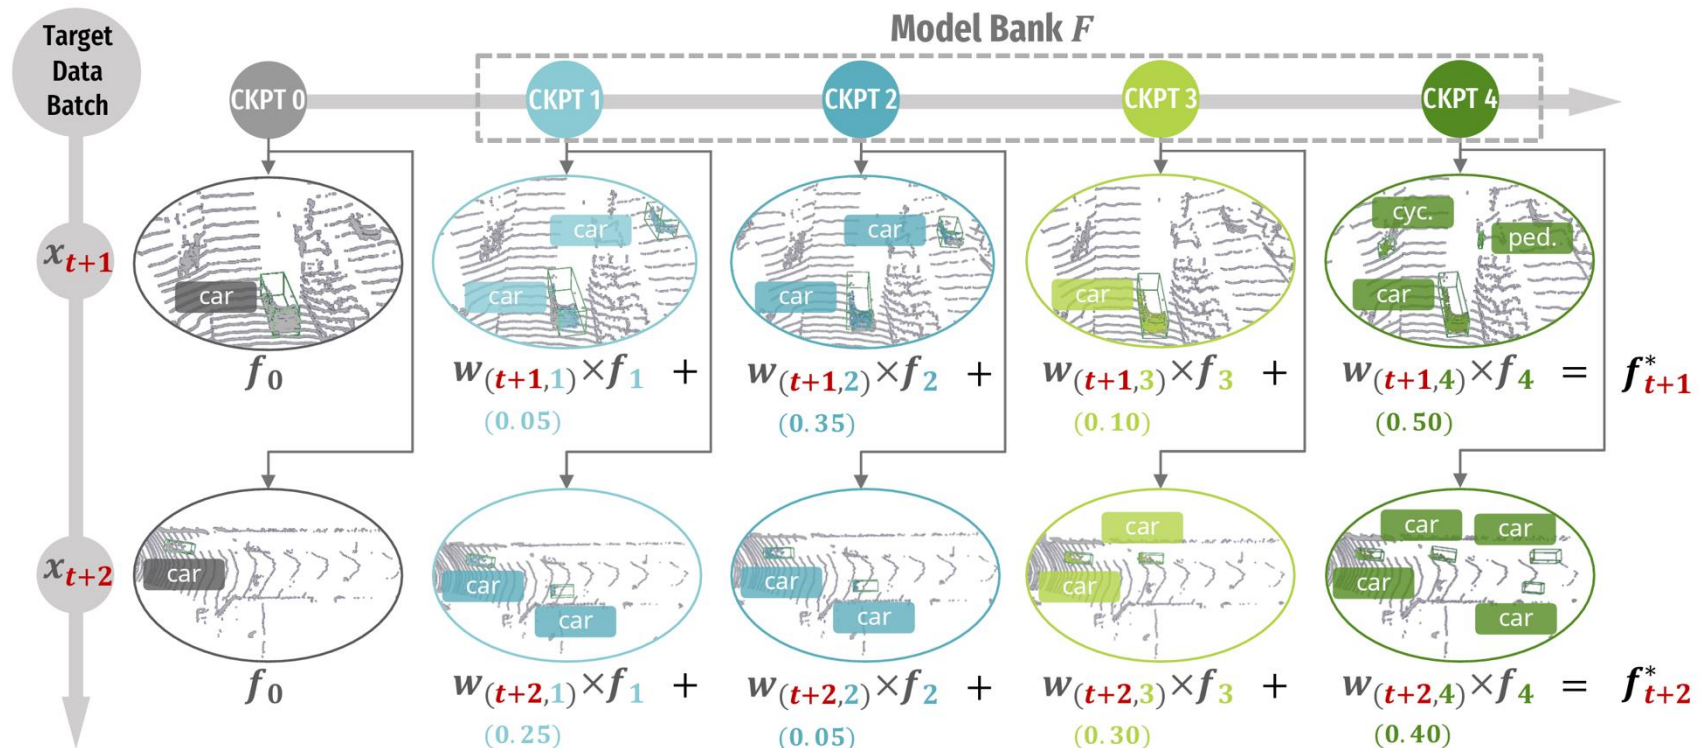 Target
Data
Batch
Model Bank F
CKPT 0
CKPT 1
CKPT 2
CKPT 3
CKPT 4
x_{t+1}
car
car
car
car
car
car
cyc.
ped.
car
f_0
w_{(t+1,1)} × f_1 +
w_{(t+1,2)} × f_2 +
w_{(t+1,3)} × f_3 +
w_{(t+1,4)} × f_4 = f^*_{t+1}
(0.05)
(0.35)
(0.10)
(0.50)
x_{t+2}
car
car
car
car
car
car
car
car
car
car
car
f_0
w_{(t+2,1)} × f_1 +
w_{(t+2,2)} × f_2 +
w_{(t+2,3)} × f_3 +
w_{(t+2,4)} × f_4 = f^*_{t+2}
(0.25)
(0.05)
(0.30)
(0.40)